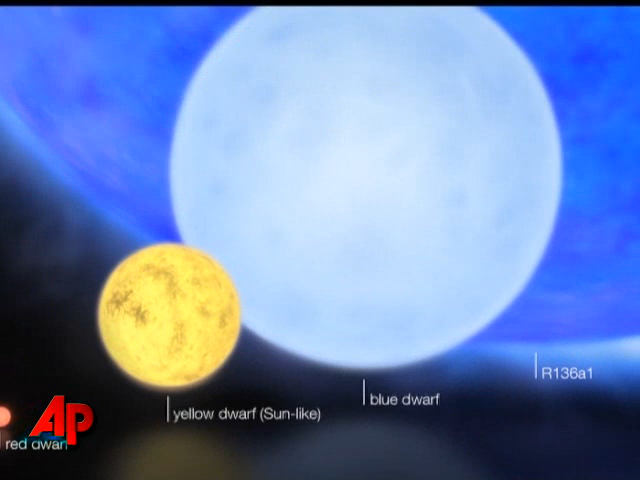 R136a1
blue dwarf
yellow dwarf (Sun-like)
AP
red dwarf